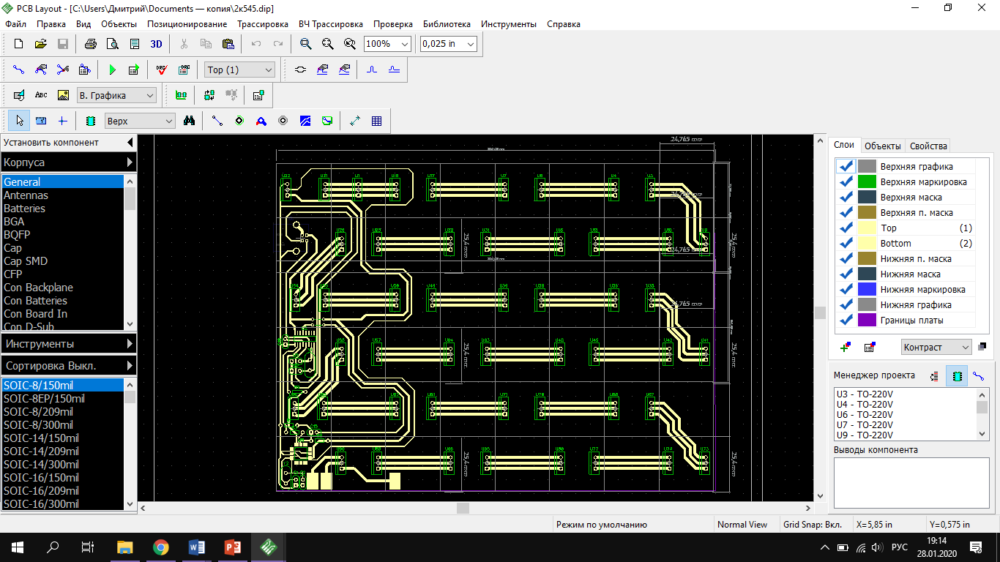 PCB Layout - [C:\Users\Дмитрий\Documents — копия\2к545.dip]
Файл Правка Вид Объекты Позиционирование Трассировка ВЧ Трассировка Проверка Библиотека Инструменты Справка
3D 100% 0,025 in
DRC DRC Top (1)
ABC В. Графика
Верх
Установить компонент
Корпуса
General
Antennas
Batteries
BGA
BQFP
Cap
Cap SMD
CFP
Con Backplane
Con Batteries
Con Board In
Con D-Sub
Инструменты
Сортировка Выкл.
SOIC-8/150mil
SOIC-8EP/150mil
SOIC-8/209mil
SOIC-8/300mil
SOIC-14/150mil
SOIC-14/209mil
SOIC-14/300mil
SOIC-16/150mil
SOIC-16/209mil
SOIC-16/300mil
24,765 mm
24,765 mm
25,4 mm
25,4 mm
25,4 mm
25,4 mm
25,4 mm
25,4 mm
Слои Объекты Свойства
Верхняя графика
Верхняя маркировка
Верхняя маска
Верхняя п. маска
Top (1)
Bottom (2)
Нижняя п. маска
Нижняя маска
Нижняя маркировка
Нижняя графика
Границы платы
Контраст
Менеджер проекта
U3 - TO-220V
U4 - TO-220V
U6 - TO-220V
U7 - TO-220V
U9 - TO-220V
Выводы компонента
Режим по умолчанию Normal View Grid Snap: Вкл. X=5,85 in Y=0,575 in
РУС 19:14
28.01.2020